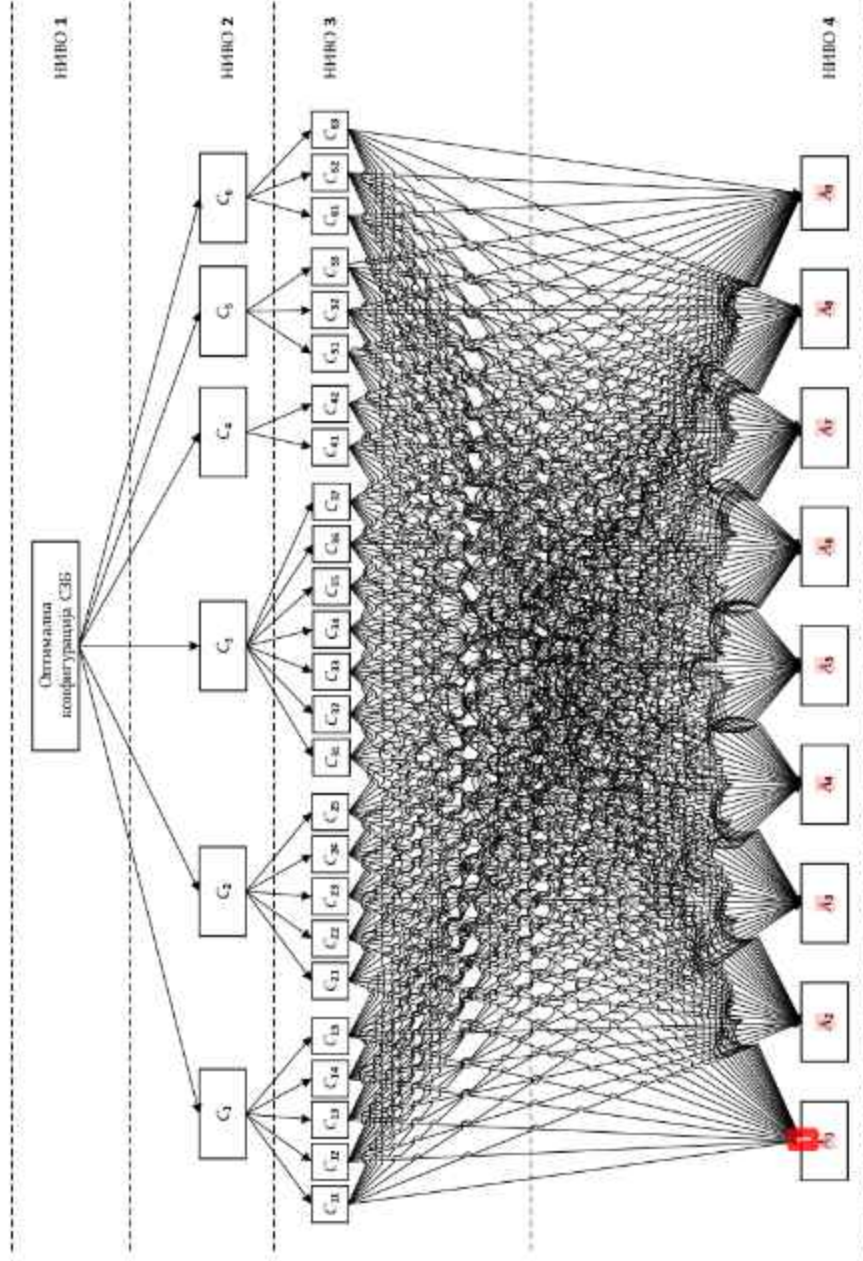 НИВО 1
Оптимална
конфигурација СЗБ
НИВО 2
C₁
C₂
C₃
C₄
C₅
C₆
НИВО 3
C₁₁
C₁₂
C₁₃
C₁₄
C₁₅
C₂₁
C₂₂
C₂₃
C₂₄
C₂₅
C₃₁
C₃₂
C₃₃
C₃₄
C₃₅
C₃₆
C₃₇
C₄₁
C₄₂
C₅₁
C₅₂
C₅₃
C₆₁
C₆₂
C₆₃
НИВО 4
1
A₁
A₂
A₃
A₄
A₅
A₆
A₇
A₈
A₉